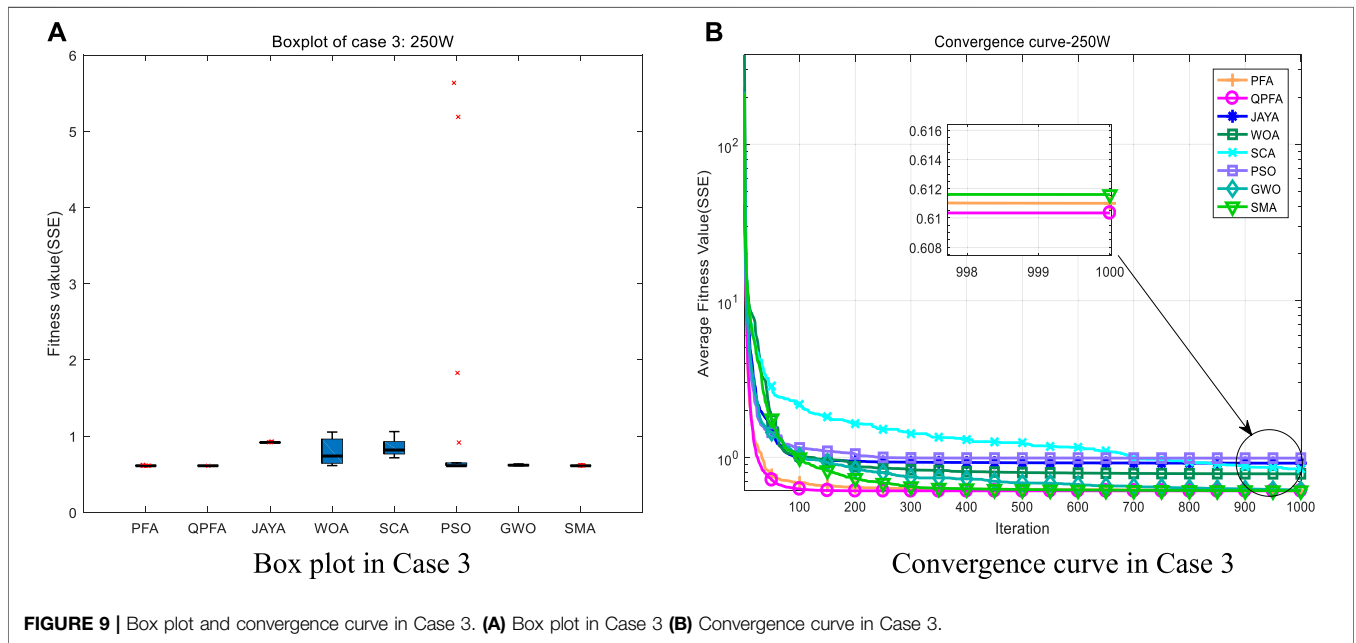 A
Boxplot of case 3: 250W
6
5
4
3
2
1
0
Fitness vakue(SSE)
PFA QPFA JAYA WOA SCA PSO GWO SMA
Box plot in Case 3
B
Convergence curve-250W
10²
10¹
10⁰
Average Fitness Value(SSE)
0.616
0.614
0.612
0.61
0.608
998 999 1000
PFA
QPFA
JAYA
WOA
SCA
PSO
GWO
SMA
100 200 300 400 500 600 700 800 900 1000
Iteration
Convergence curve in Case 3
FIGURE 9 | Box plot and convergence curve in Case 3. (A) Box plot in Case 3 (B) Convergence curve in Case 3.